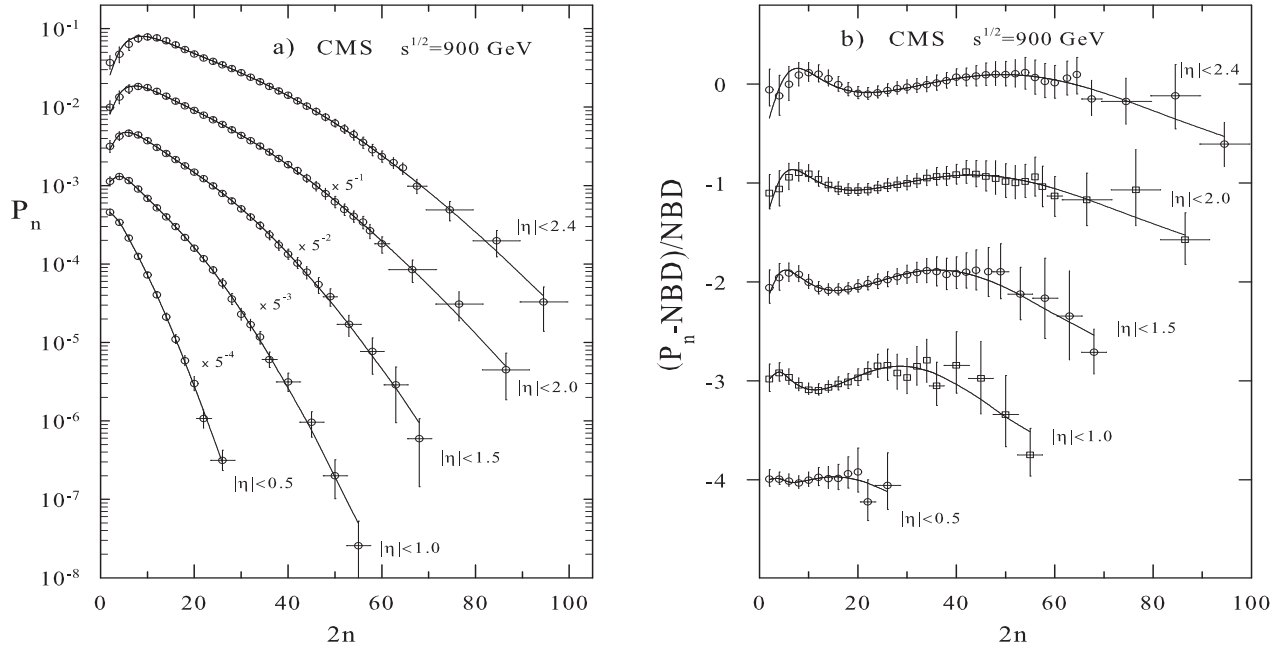 a) CMS s^{1/2}=900 GeV
10^{-1}
10^{-2}
10^{-3}
10^{-4}
10^{-5}
10^{-6}
10^{-7}
10^{-8}
P_n
× 5^{-1}
× 5^{-2}
× 5^{-3}
× 5^{-4}
|η|<2.4
|η|<2.0
|η|<1.5
|η|<0.5
|η|<1.0
0 20 40 60 80 100
2n
b) CMS s^{1/2}=900 GeV
0
-1
-2
-3
-4
(P_n-NBD)/NBD
|η|<2.4
|η|<2.0
|η|<1.5
|η|<1.0
|η|<0.5
0 20 40 60 80 100
2n